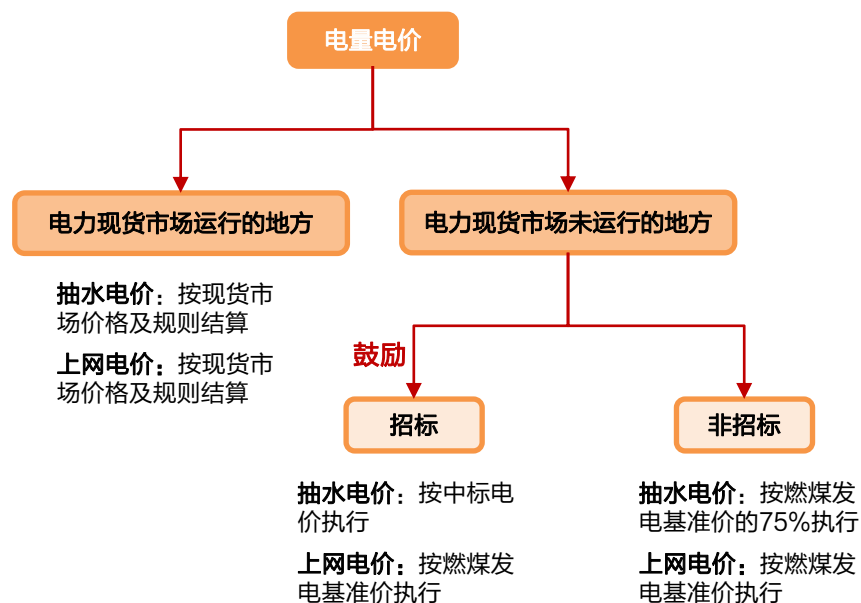 电量电价
电力现货市场运行的地方
电力现货市场未运行的地方
抽水电价：按现货市
场价格及规则结算
上网电价：按现货市
场价格及规则结算
鼓励
招标
非招标
抽水电价：按中标电
价执行
上网电价：按燃煤发
电基准价执行
抽水电价：按燃煤发
电基准价的75%执行
上网电价：按燃煤发
电基准价执行